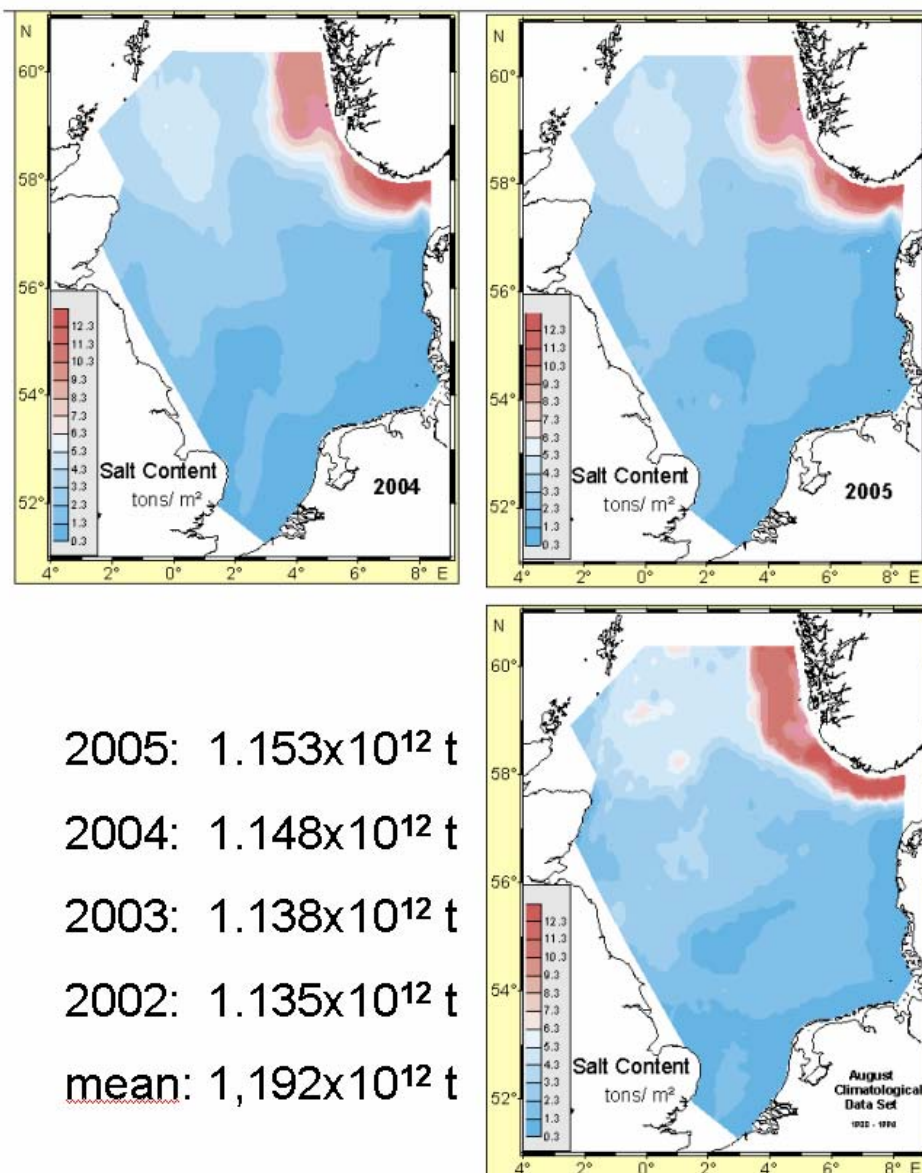 N
60°
58°
56°
54°
52°
12.3
11.3
10.3
9.3
8.3
7.3
6.3
5.3
4.3
3.3
2.3
1.3
0.3
Salt Content
tons/ m²
2004
4° 0° 2° 4° 6° 8° E
N
60°
58°
56°
54°
52°
12.3
11.3
10.3
9.3
8.3
7.3
6.3
5.3
4.3
3.3
2.3
1.3
0.3
Salt Content
tons/ m²
2005
4° 0° 2° 4° 6° 8° E
2005: 1.153x10¹² t
2004: 1.148x10¹² t
2003: 1.138x10¹² t
2002: 1.135x10¹² t
mean: 1,192x10¹² t
N
60°
58°
56°
54°
52°
12.3
11.3
10.3
9.3
8.3
7.3
6.3
5.3
4.3
3.3
2.3
1.3
0.3
Salt Content
tons/ m²
August
Climatological
Data Set
4° 0° 2° 4° 6° 8° E